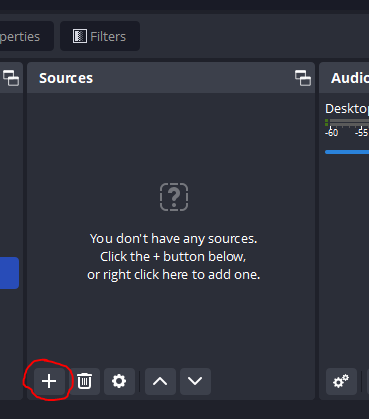 perties
Filters
Sources
Audio
Desktop
-60 -55
You don't have any sources.
Click the + button below,
or right click here to add one.